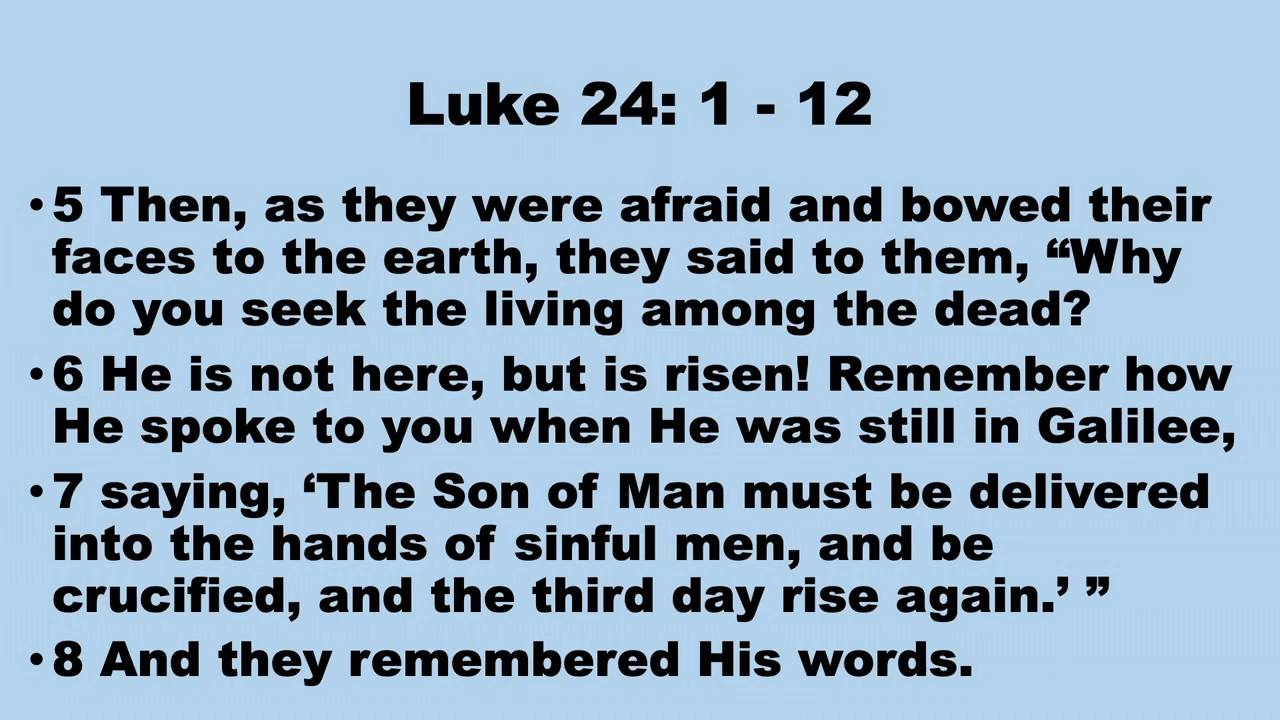 Luke 24: 1 - 12
• 5 Then, as they were afraid and bowed their
faces to the earth, they said to them, “Why
do you seek the living among the dead?
• 6 He is not here, but is risen! Remember how
He spoke to you when He was still in Galilee,
• 7 saying, ‘The Son of Man must be delivered
into the hands of sinful men, and be
crucified, and the third day rise again.’ ”
• 8 And they remembered His words.